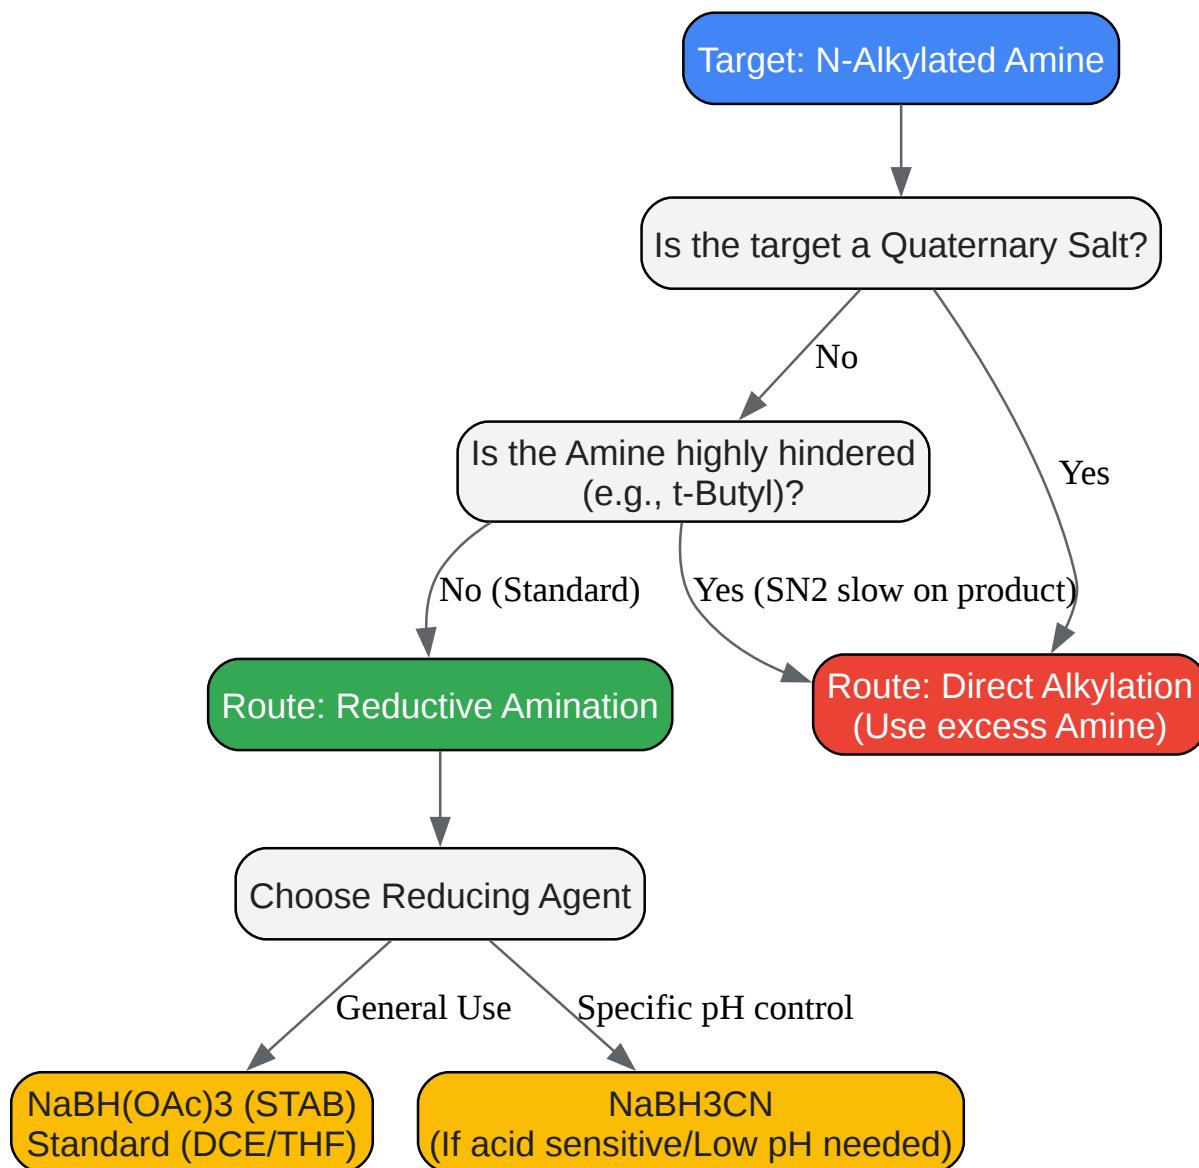 Target: N-Alkylated Amine
Is the target a Quaternary Salt?
No
Yes
Is the Amine highly hindered
(e.g., t-Butyl)?
No (Standard)
Yes (SN2 slow on product)
Route: Reductive Amination
Route: Direct Alkylation
(Use excess Amine)
Choose Reducing Agent
General Use
Specific pH control
NaBH(OAc)3 (STAB)
Standard (DCE/THF)
NaBH3CN
(If acid sensitive/Low pH needed)